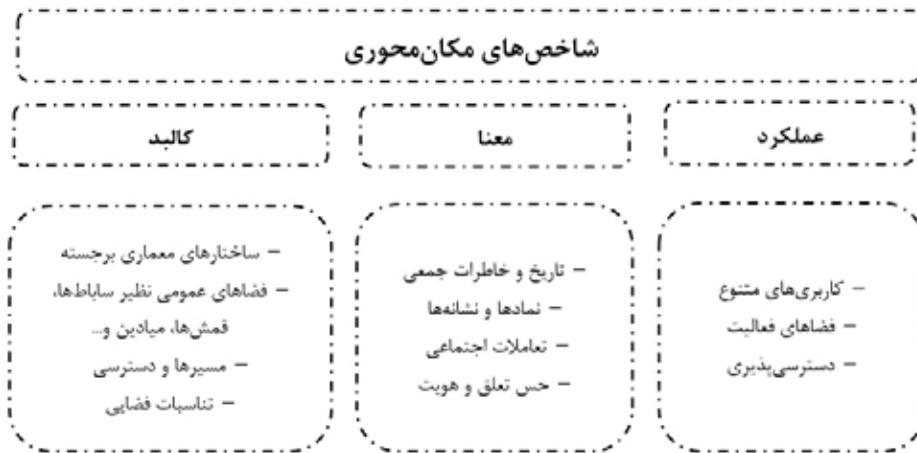 شاخص‌های مکان‌محوری
عملکرد
– کاربری‌های متنوع
– فضاهای فعالیت
– دسترسی‌پذیری
معنا
– تاریخ و خاطرات جمعی
– نمادها و نشانه‌ها
– تعاملات اجتماعی
– حس تعلق و هویت
کالبد
– ساختارهای معماری برجسته
– فضاهای عمومی نظیر ساباط‌ها،
قمش‌ها، میادین و...
– مسیرها و دسترسی
– تناسبات فضایی